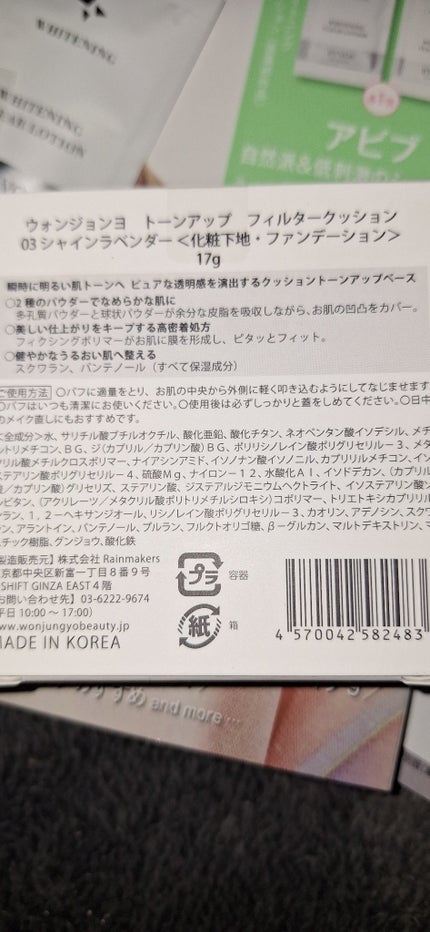 WHITENING
WHITENING
アピブ
自然派&低刺激の
ウォンジョンヨ　トーンアップ　フィルタークッション
03 シャインラベンダー＜化粧下地・ファンデーション＞
17g
瞬時に明るい肌トーンへ ピュアな透明感を演出するクッショントーンアップベース
○2種のパウダーでなめらかな肌に
多孔質パウダーと球状パウダーが余分な皮脂を吸収しながら、お肌の凹凸をカバー。
○美しい仕上がりをキープする高密着処方
フィクシングポリマーがお肌に膜を形成し、ピタッとフィット。
○健やかなうるおい肌へ整える
スクワラン、パンテノール（すべて保湿成分）
ご使用方法 ○パフに適量をとり、お肌の中央から外側に軽く叩き込むようにしてなじませます
○パフはいつも清潔にお使いください。○使用後は必ずしっかりと蓋をしてください。○日中
のメイク直しにもおすすめです。
全成分＞水、サリチル酸ブチルオクチル、酸化亜鉛、酸化チタン、ネオペンタン酸イソデシル、メチ
ントリメチコン、ＢＧ、ジ（カプリル／カプリン酸）ＢＧ、ポリリシノレイン酸ポリグリセリル－３、メタ
リル酸メチルクロスポリマー、ナイアシンアミド、イソノナン酸イソノニル、カプリリルメチコン、イン
ステアリン酸ポリグリセリル－４、硫酸Ｍｇ、ナイロン－１２、水酸化Ａｌ、イソドデカン、（カプリル
／カプリン酸）グリセリズ、ステアリン酸、ジステアルジモニウムヘクトライト、イソステアリン酸ソ
ルビタン、（アクリレーツ／メタクリル酸ポリトリメチルシロキシ）コポリマー、トリエトキシカプリリル
ラン、１，２－ヘキサンジオール、リシノレイン酸ポリグリセリル－３、カオリン、アデノシン、スクワ
ン、アラントイン、パンテノール、プルラン、フルクトオリゴ糖、β－グルカン、マルトデキストリン、マ
スチック樹脂、グンジョウ、酸化鉄
製造販売元】株式会社 Rainmakers
京都中央区新富一丁目８番９号
SHIFT GINZA EAST４階
お問い合わせ先】03-6222-9674
平日 10:00 ～ 17:00）
www.wonjungyobeauty.jp
MADE IN KOREA
プラ 容器
紙 箱
4 570042 582483
すすめ and more …